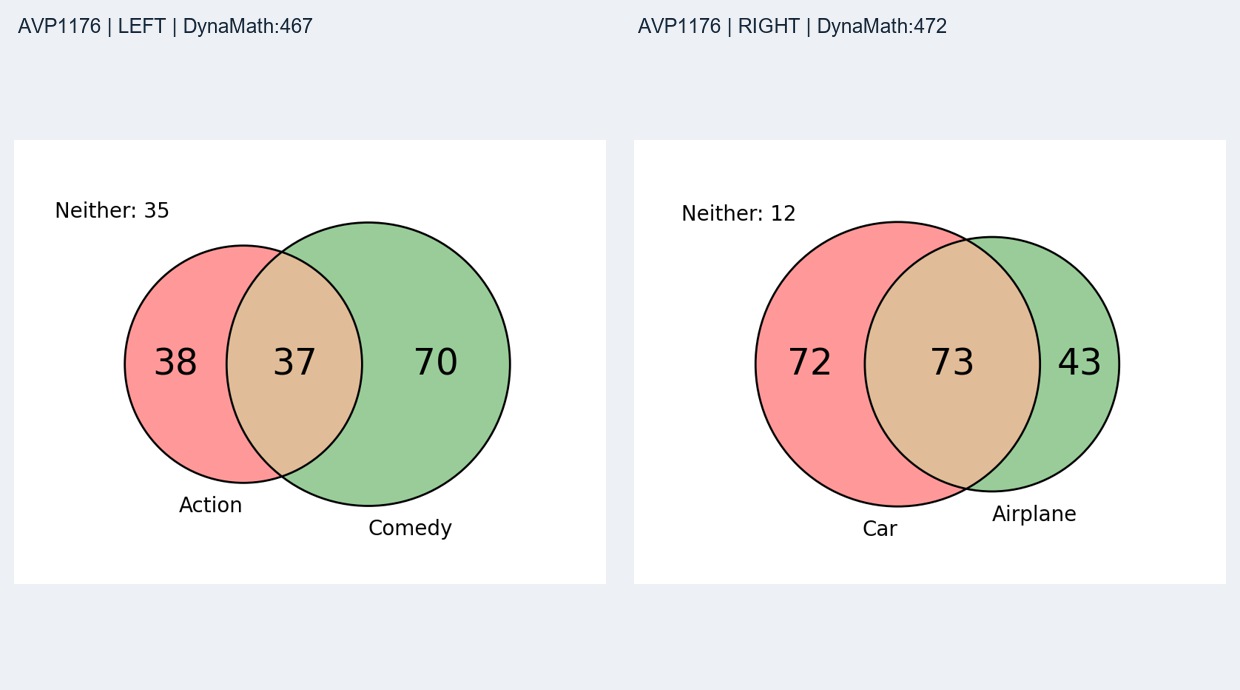 AVP1176 | LEFT | DynaMath:467
Neither: 35
38
37
70
Action
Comedy
AVP1176 | RIGHT | DynaMath:472
Neither: 12
72
73
43
Airplane
Car